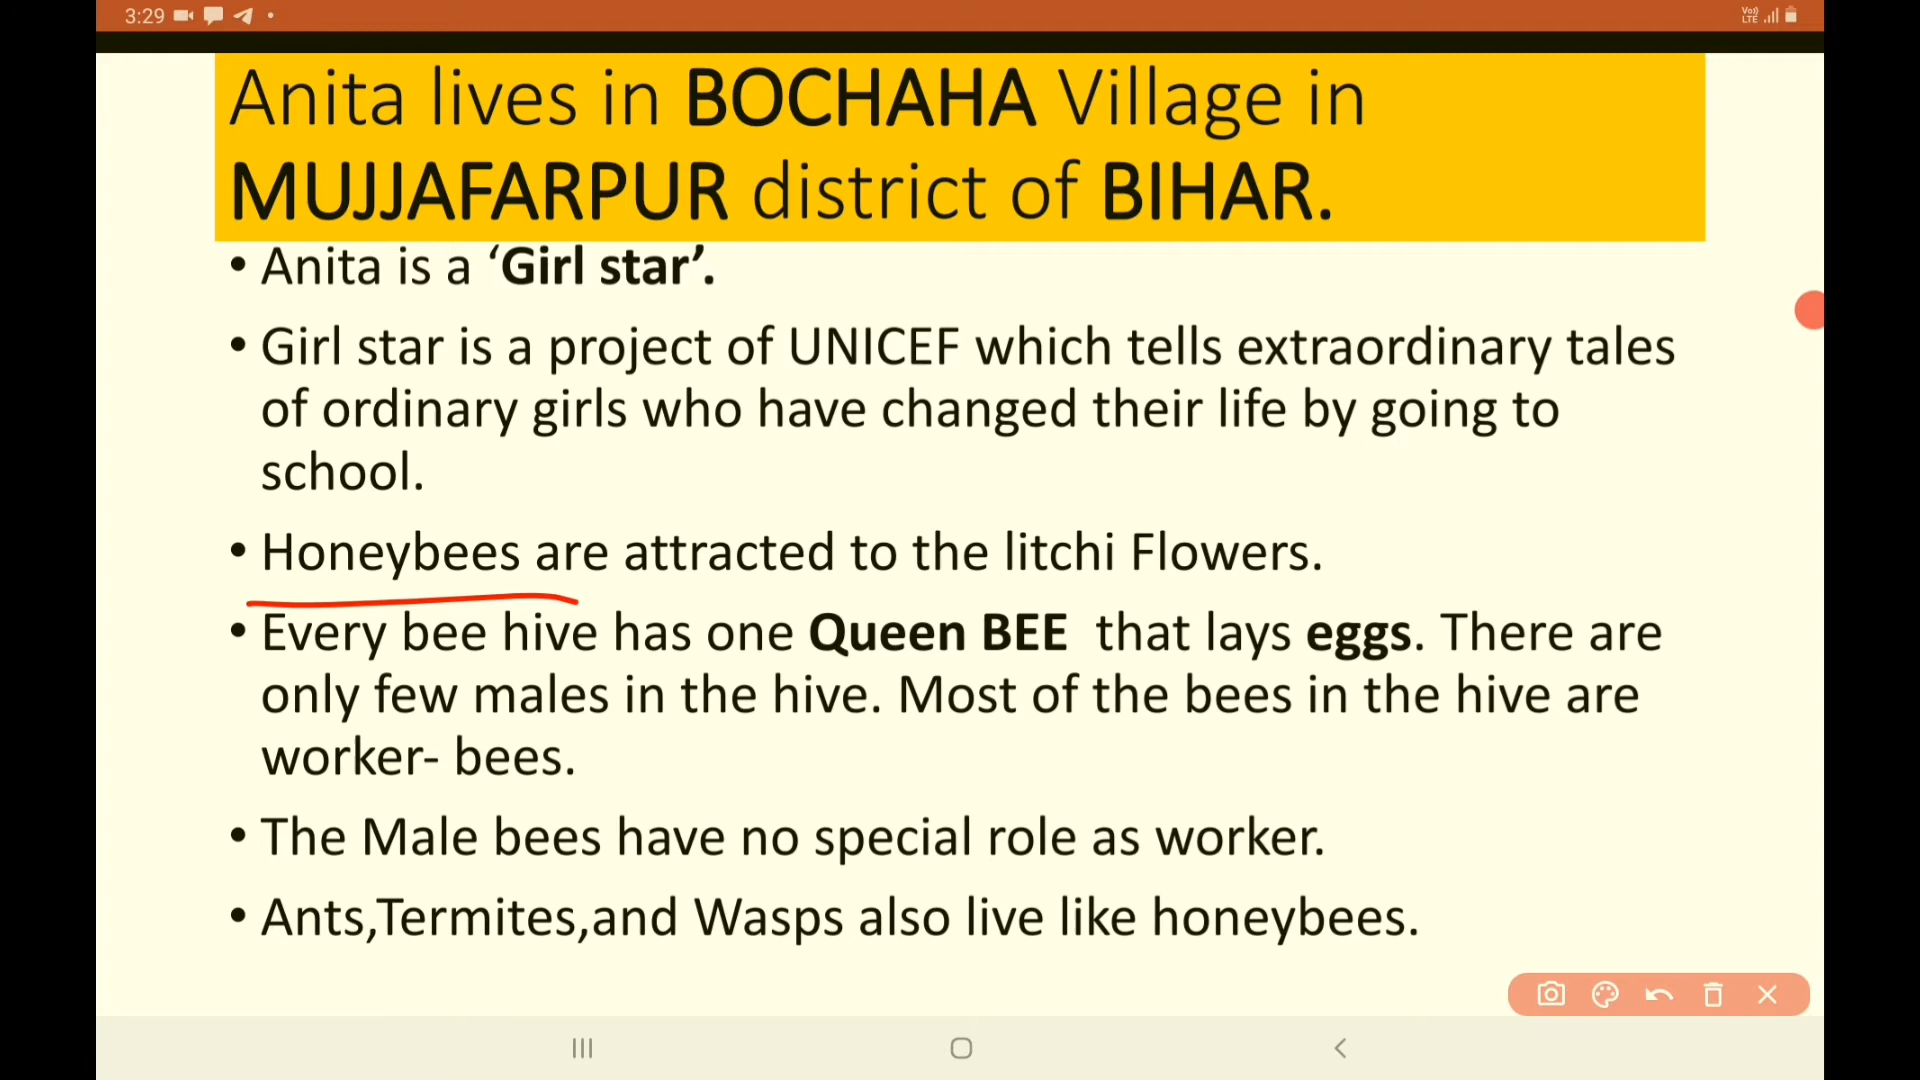 3:29
Vo)) LTE
Anita lives in BOCHAHA Village in
MUJJAFARPUR district of BIHAR.
• Anita is a ‘Girl star’.
• Girl star is a project of UNICEF which tells extraordinary tales
of ordinary girls who have changed their life by going to
school.
• Honeybees are attracted to the litchi Flowers.
• Every bee hive has one Queen BEE that lays eggs. There are
only few males in the hive. Most of the bees in the hive are
worker- bees.
• The Male bees have no special role as worker.
• Ants,Termites,and Wasps also live like honeybees.